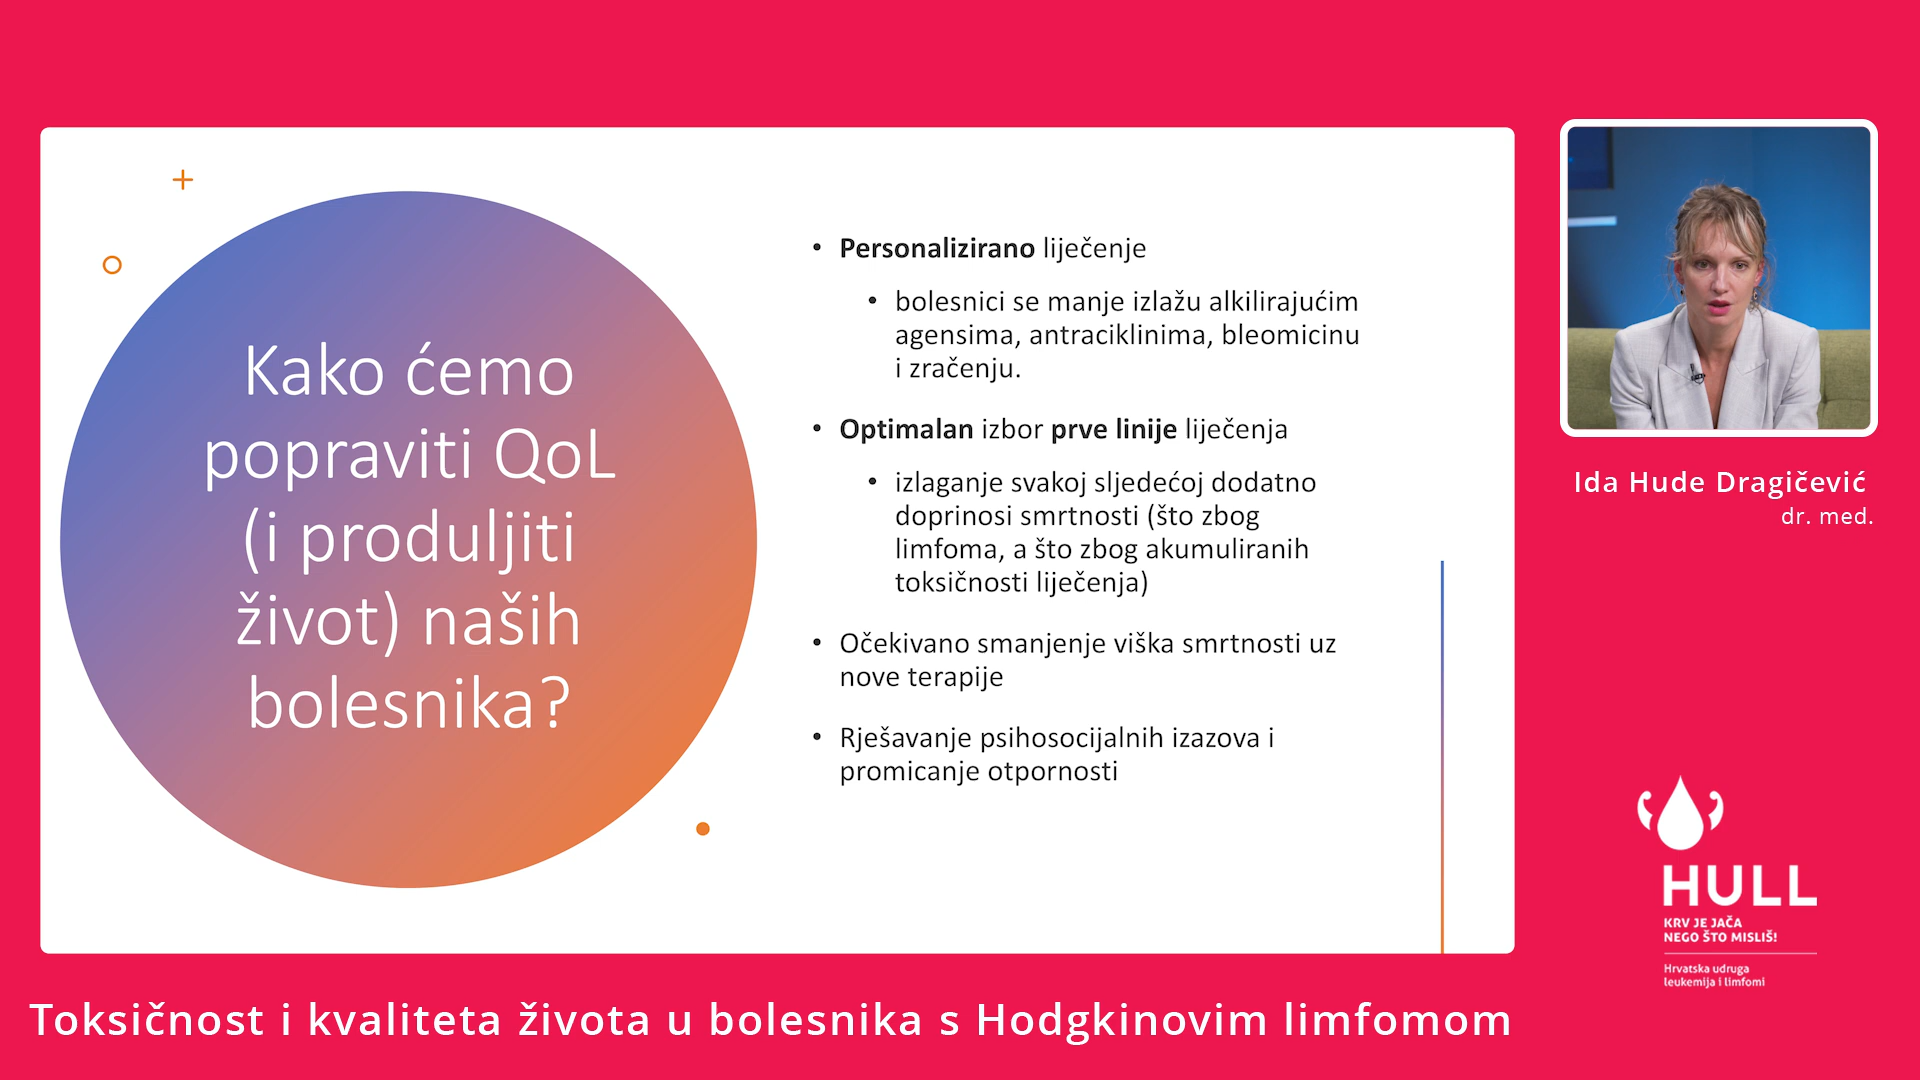 Kako ćemo
popraviti QoL
(i produljiti
život) naših
bolesnika?
• Personalizirano liječenje
• bolesnici se manje izlažu alkilirajućim
agensima, antraciklinima, bleomicinu
i zračenju.
• Optimalan izbor prve linije liječenja
• izlaganje svakoj sljedećoj dodatno
doprinosi smrtnosti (što zbog
limfoma, a što zbog akumuliranih
toksičnosti liječenja)
• Očekivano smanjenje viška smrtnosti uz
nove terapije
• Rješavanje psihosocijalnih izazova i
promicanje otpornosti
Ida Hude Dragičević
dr. med.
HULL
KRV JE JAČA
NEGO ŠTO MISLIŠ!
Hrvatska udruga
leukemija i limfomi
Toksičnost i kvaliteta života u bolesnika s Hodgkinovim limfomom